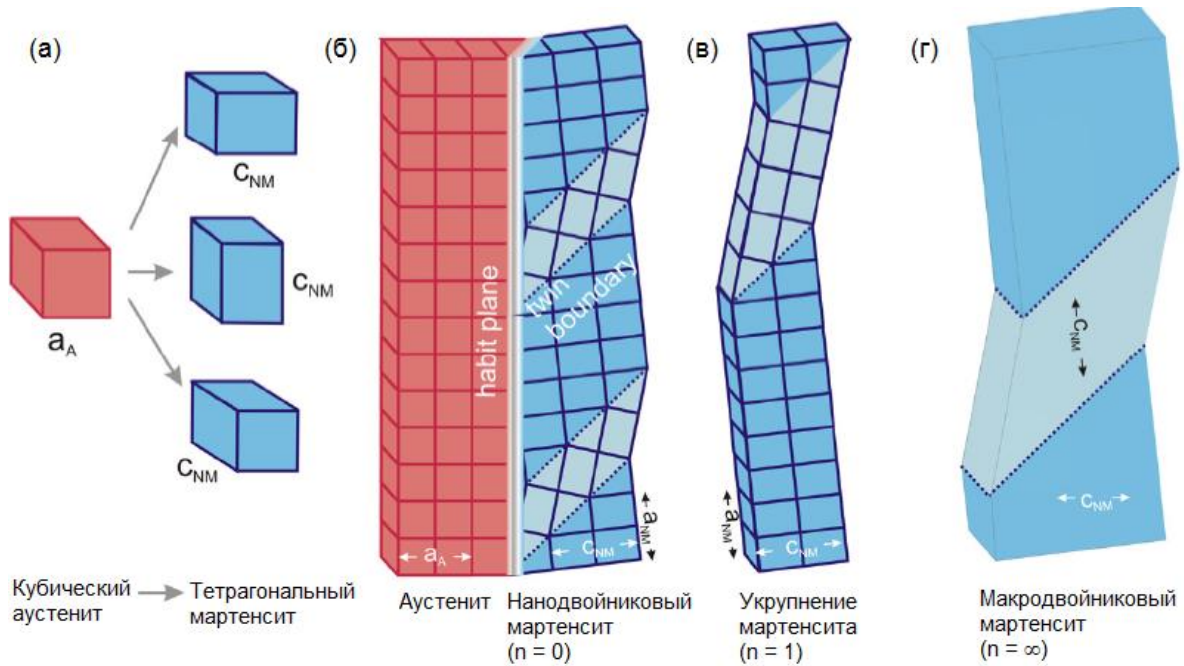 (а)
(б)
(в)
(г)
c_NM
c_NM
a_A
c_NM
habit plane
twin
boundary
a_A
c_NM
a_NM
a_NM
c_NM
c_NM
c_NM
Кубический
аустенит
Тетрагональный
мартенсит
Аустенит
Нанодвойниковый
мартенсит
(n = 0)
Укрупнение
мартенсита
(n = 1)
Макродвойниковый
мартенсит
(n = ∞)